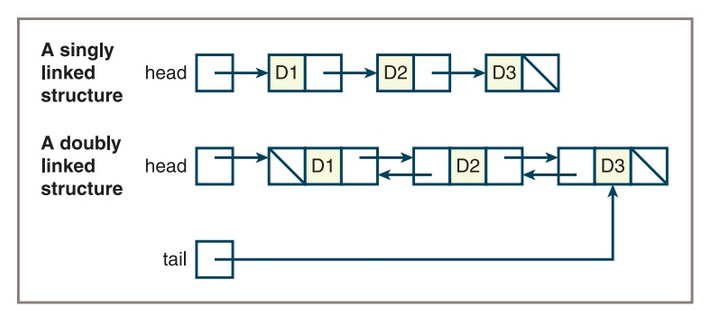 A singly
linked
structure
head
D1
D2
D3
A doubly
linked
structure
head
D1
D2
D3
tail